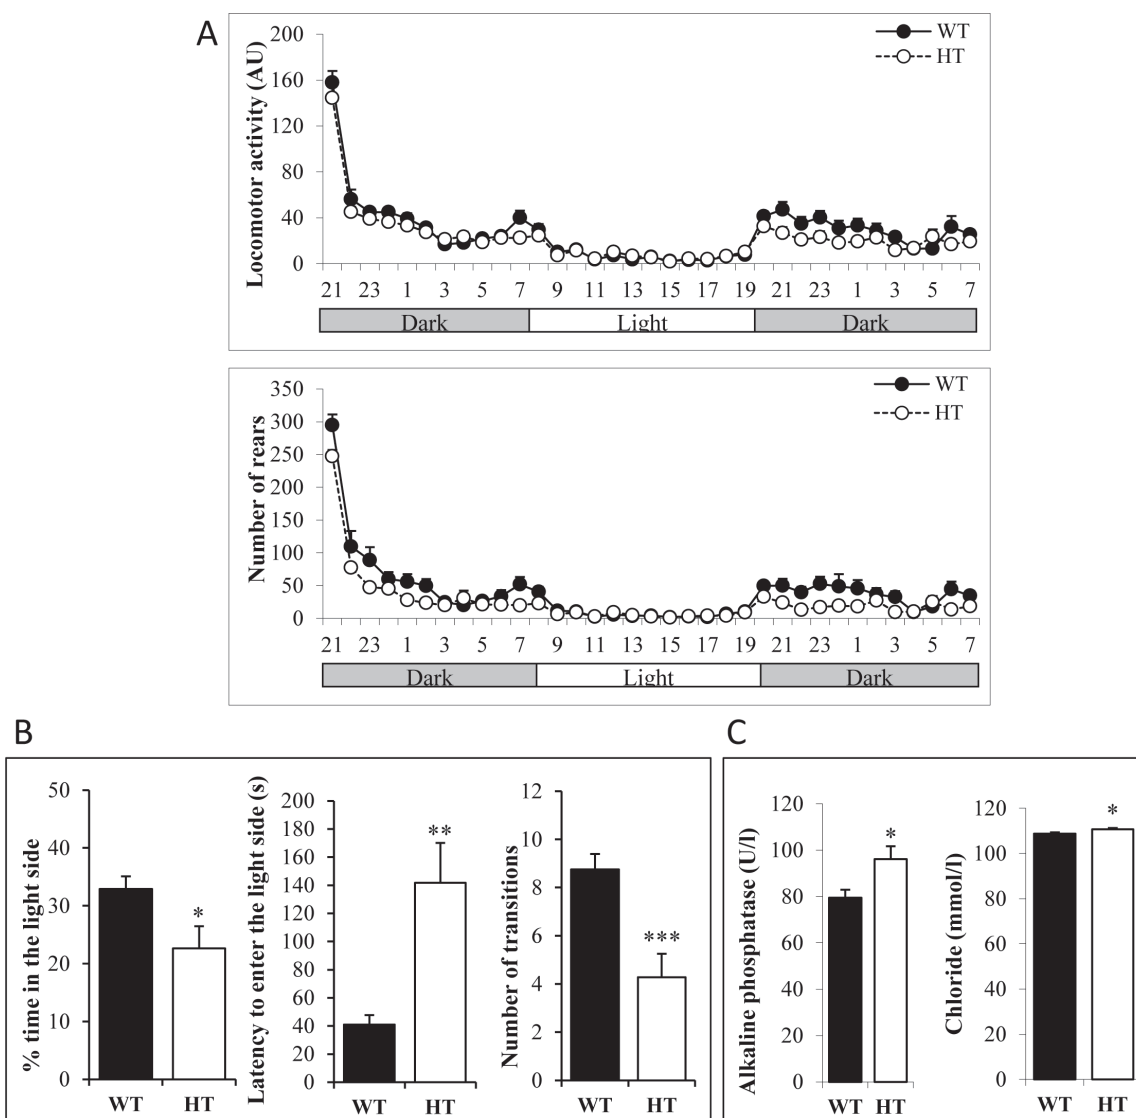 A
Locomotor activity (AU)
200
160
120
80
40
0
WT
HT
21 23 1 3 5 7 9 11 13 15 17 19 21 23 1 3 5 7
Dark Light Dark
Number of rears
350
300
250
200
150
100
50
0
WT
HT
21 23 1 3 5 7 9 11 13 15 17 19 21 23 1 3 5 7
Dark Light Dark
B
% time in the light side
50
40
30
20
10
0
*
WT HT
Latency to enter the light side (s)
200
180
160
140
120
100
80
60
40
20
0
**
WT HT
Number of transitions
12
10
8
6
4
2
0
***
WT HT
C
Alkaline phosphatase (U/l)
120
100
80
60
40
20
0
*
WT HT
Chloride (mmol/l)
120
100
80
60
40
20
0
*
WT HT